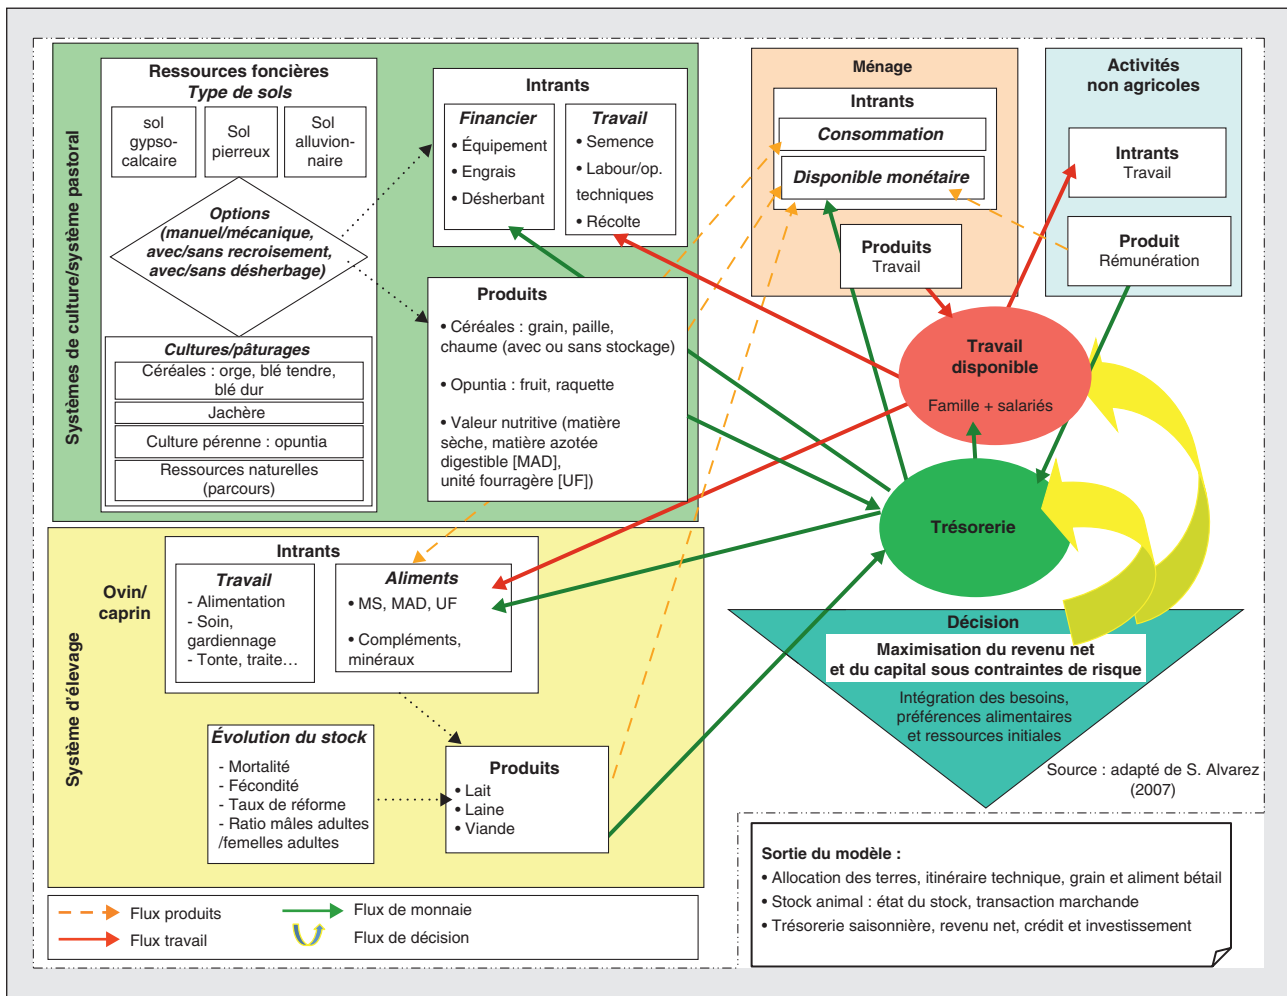 Systèmes de culture/système pastoral
Ressources foncières
Type de sols
sol
gypso-
calcaire
Sol
pierreux
Sol
alluvion-
naire
Options
(manuel/mécanique,
avec/sans recroisement,
avec/sans désherbage)
Cultures/pâturages
Céréales : orge, blé tendre,
blé dur
Jachère
Culture pérenne : opuntia
Ressources naturelles
(parcours)
Intrants
Financier
• Équipement
• Engrais
• Désherbant
Travail
• Semence
• Labour/op.
techniques
• Récolte
Produits
• Céréales : grain, paille,
chaume (avec ou sans stockage)
• Opuntia : fruit, raquette
• Valeur nutritive (matière
sèche, matière azotée
digestible [MAD],
unité fourragère [UF])
Ménage
Intrants
Consommation
Disponible monétaire
Produits
Travail
Activités
non agricoles
Intrants
Travail
Produit
Rémunération
Travail
disponible
Famille + salariés
Trésorerie
Système d'élevage
Ovin/
caprin
Intrants
Travail
- Alimentation
- Soin,
gardiennage
- Tonte, traite…
Aliments
• MS, MAD, UF
• Compléments,
minéraux
Évolution du stock
- Mortalité
- Fécondité
- Taux de réforme
- Ratio mâles adultes
/femelles adultes
Produits
• Lait
• Laine
• Viande
Décision
Maximisation du revenu net
et du capital sous contraintes de risque
Intégration des besoins,
préférences alimentaires
et ressources initiales
Source : adapté de S. Alvarez
(2007)
Sortie du modèle :
• Allocation des terres, itinéraire technique, grain et aliment bétail
• Stock animal : état du stock, transaction marchande
• Trésorerie saisonnière, revenu net, crédit et investissement
Flux produits
Flux travail
Flux de monnaie
Flux de décision